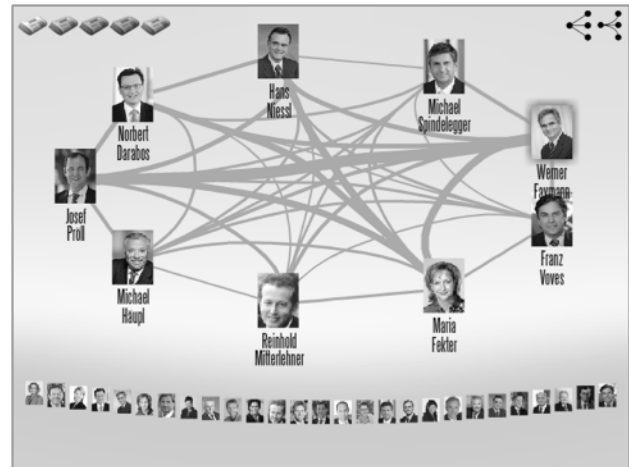 Hans
Niessl
Michael
Spindelegger
Norbert
Darabos
Werner
Faymann
Josef
Pröll
Franz
Voves
Michael
Häupl
Maria
Fekter
Reinhold
Mitterlehner